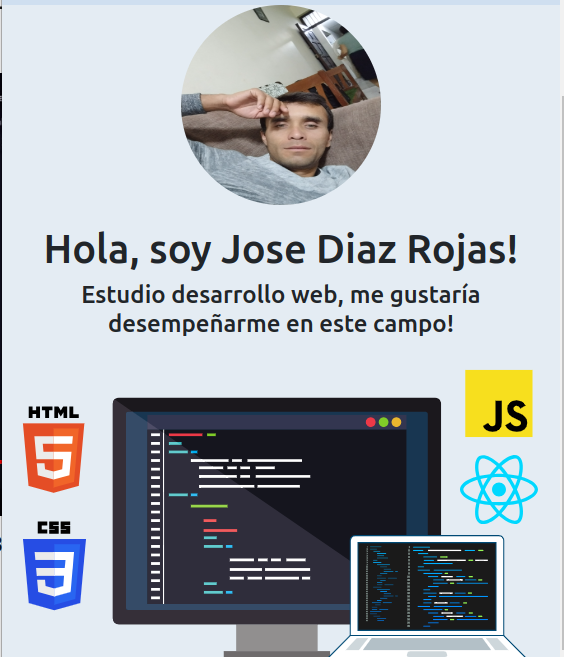 Hola, soy Jose Diaz Rojas!
Estudio desarrollo web, me gustaría
desempeñarme en este campo!
HTML
5
JS
CSS
3